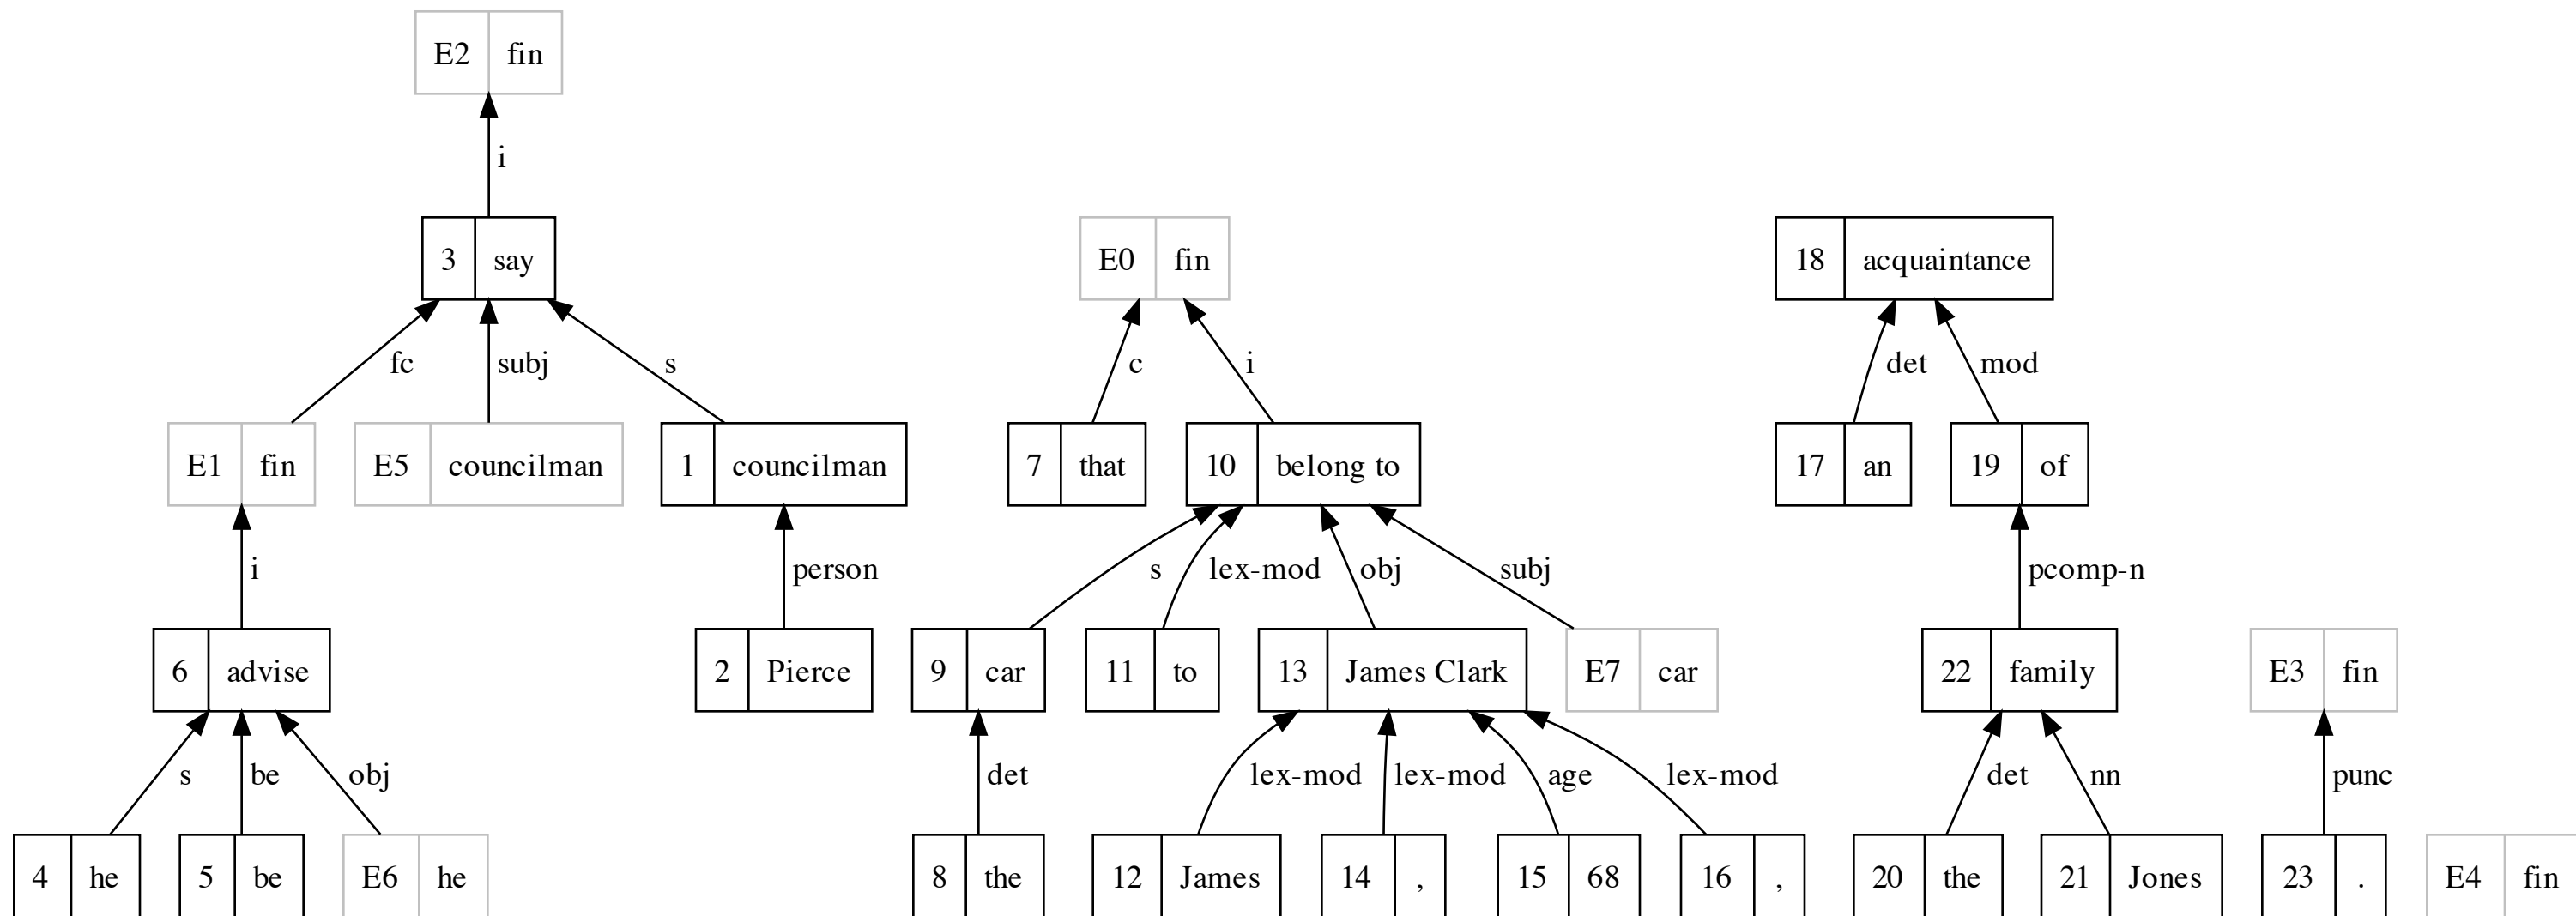 E2 fin
i
3 say E0 fin 18 acquaintance
fc subj s c i det mod
E1 fin E5 councilman 1 councilman 7 that 10 belong to 17 an 19 of
i person s lex-mod obj subj pcomp-n
6 advise 2 Pierce 9 car 11 to 13 James Clark E7 car 22 family E3 fin
s be obj det lex-mod lex-mod age lex-mod det nn punc
4 he 5 be E6 he 8 the 12 James 14 , 15 68 16 , 20 the 21 Jones 23 . E4 fin